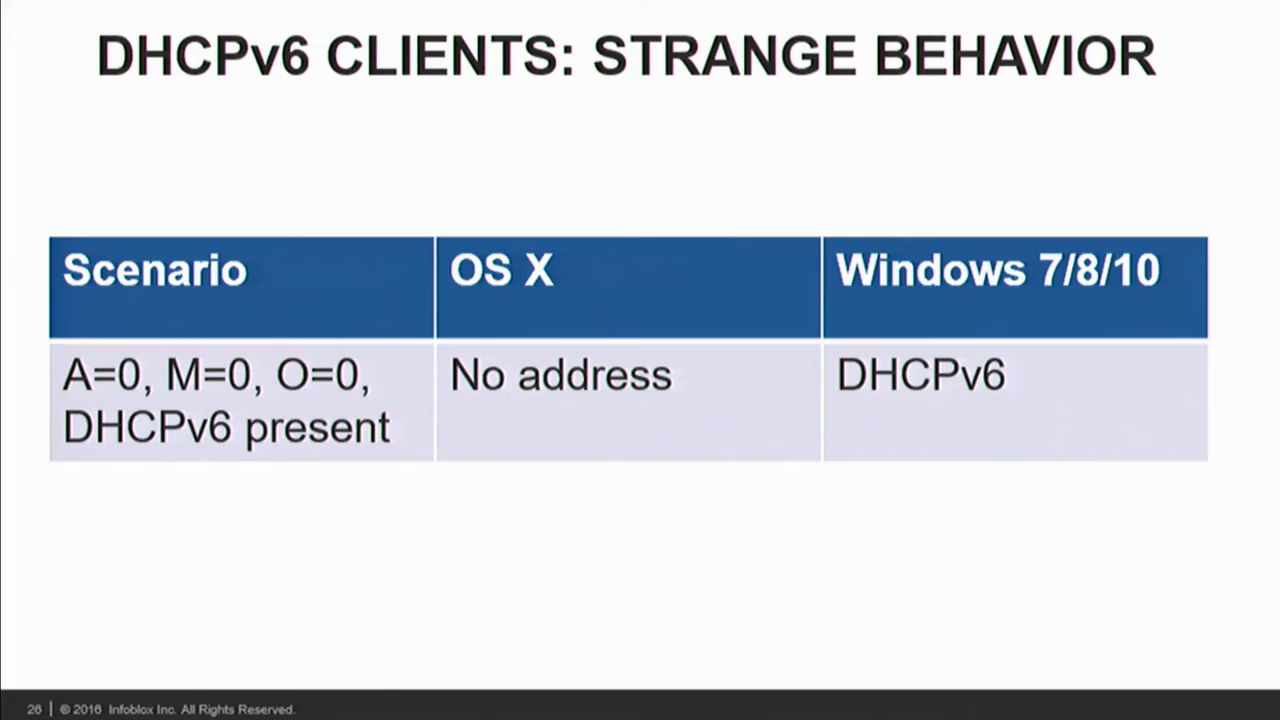 DHCPv6 CLIENTS: STRANGE BEHAVIOR
Scenario
OS X
Windows 7/8/10
A=0, M=0, O=0,
DHCPv6 present
No address
DHCPv6
26 | © 2016 Infoblox Inc. All Rights Reserved.